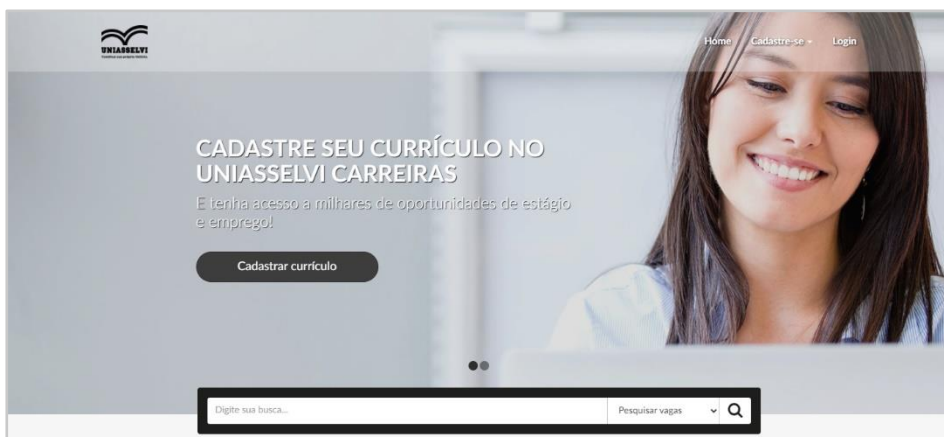 UNIASSELVI
Home Cadastre-se Login
CADASTRE SEU CURRÍCULO NO
UNIASSELVI CARREIRAS
E tenha acesso a milhares de oportunidades de estágio
e emprego!
Cadastrar currículo
Digite sua busca... Pesquisar vagas